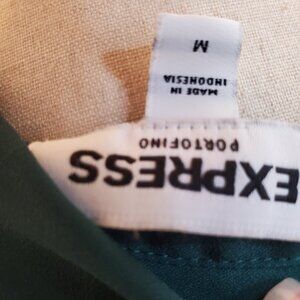 EXPRESS
PORTOFINO
MADE IN
INDONESIA
M